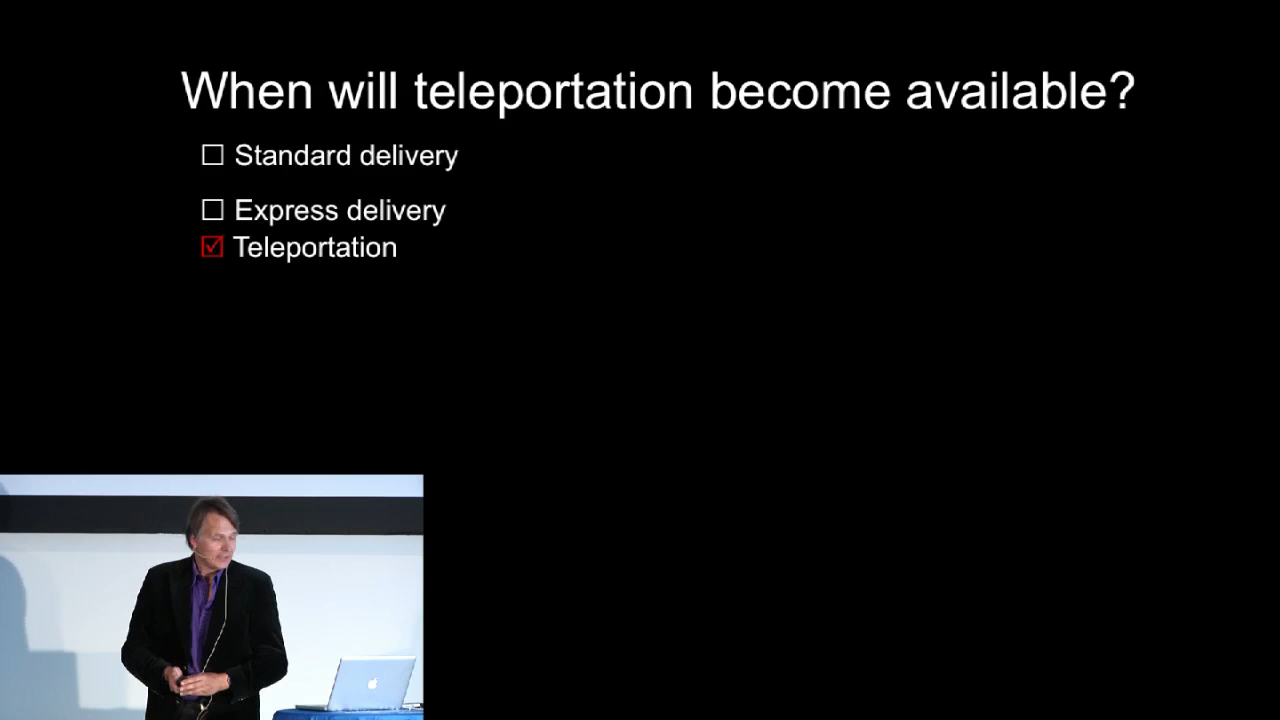 When will teleportation become available?
☐ Standard delivery
☐ Express delivery
☑ Teleportation